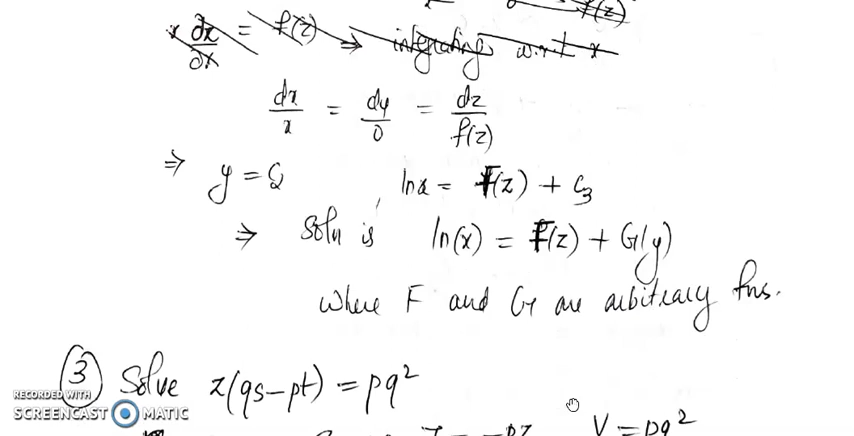 f(z)
x ∂z/∂x = f(z) ⇒ integrating w.r.t x
dx/x = dy/0 = dz/f(z)
⇒ y = C₂ , ln x = F(z) + C₃
⇒ Soln is ln(x) = F(z) + G(y)
where F and G are arbitrary fns.
③ Solve z(qs-pt) = pq²
RECORDED WITH
SCREENCAST MATIC
= -pz V = pq²